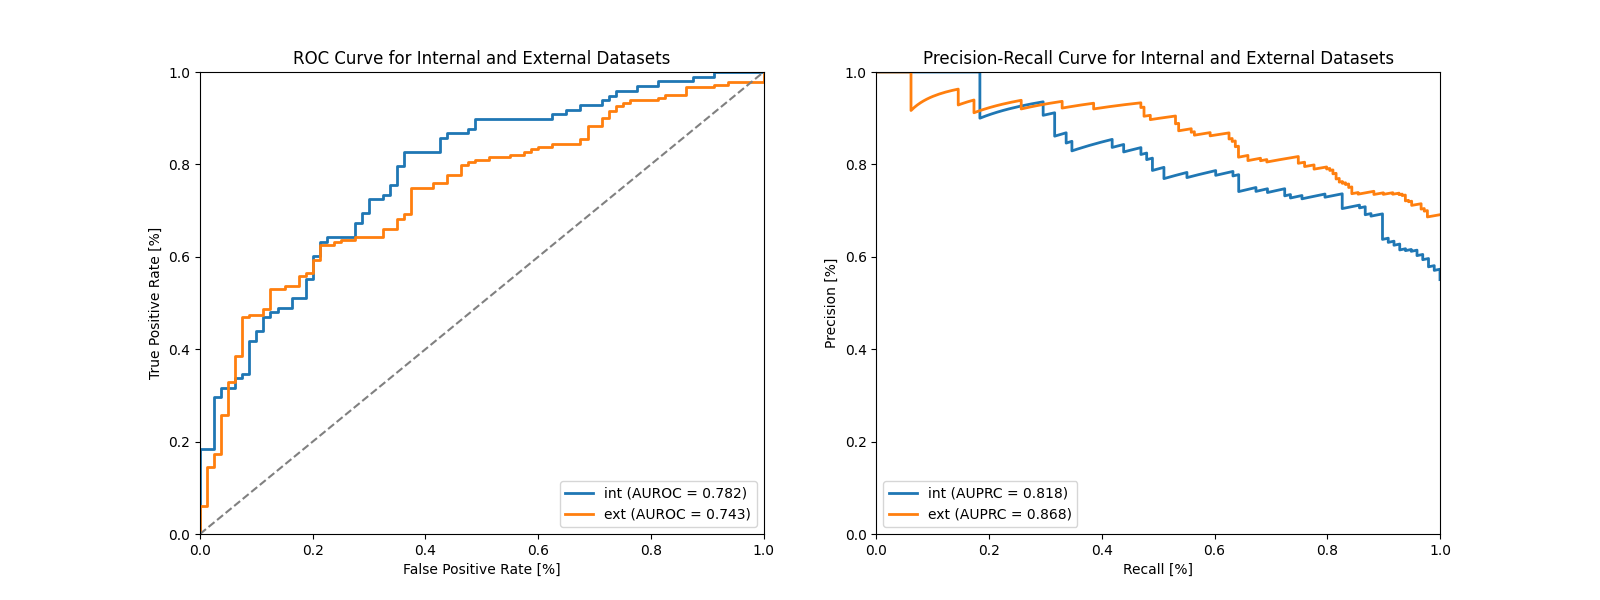 ROC Curve for Internal and External Datasets
1.0
0.8
0.6
0.4
0.2
0.0
True Positive Rate [%]
0.0 0.2 0.4 0.6 0.8 1.0
False Positive Rate [%]
int (AUROC = 0.782)
ext (AUROC = 0.743)
Precision-Recall Curve for Internal and External Datasets
1.0
0.8
0.6
0.4
0.2
0.0
Precision [%]
0.0 0.2 0.4 0.6 0.8 1.0
Recall [%]
int (AUPRC = 0.818)
ext (AUPRC = 0.868)